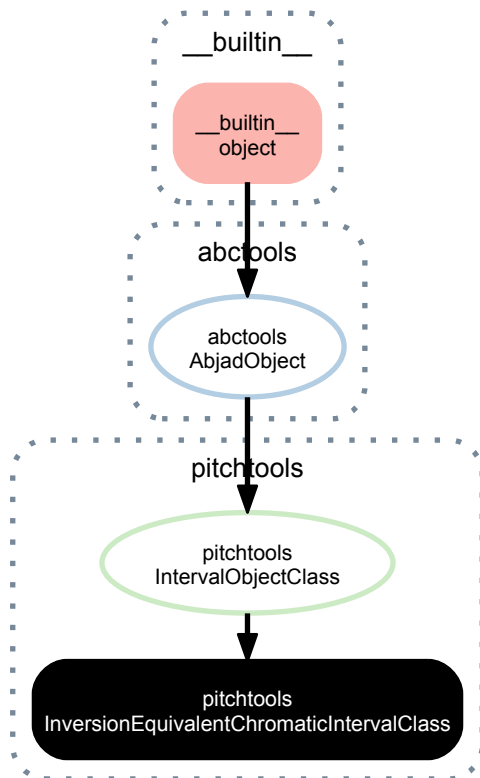 __builtin__
__builtin__
object
abctools
abctools
AbjadObject
pitchtools
pitchtools
IntervalObjectClass
pitchtools
InversionEquivalentChromaticIntervalClass